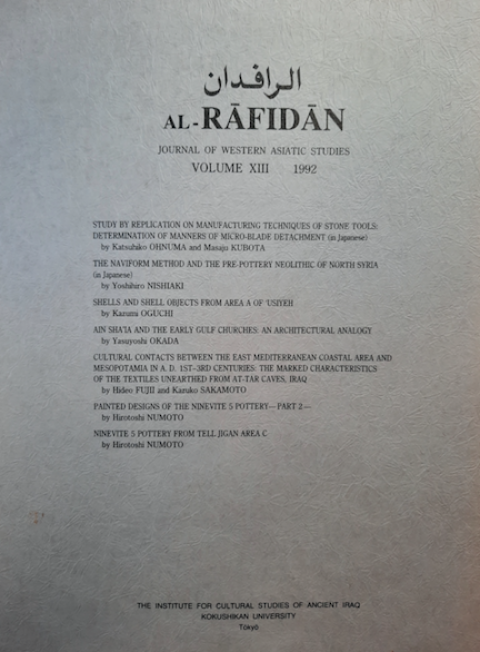 الرافدان
AL-RĀFIDĀN
JOURNAL OF WESTERN ASIATIC STUDIES
VOLUME XIII 1992
STUDY BY REPLICATION ON MANUFACTURING TECHNIQUES OF STONE TOOLS:
DETERMINATION OF MANNERS OF MICRO-BLADE DETACHMENT (in Japanese)
by Katsuhiko OHNUMA and Masajo KUBOTA
THE NAVIFORM METHOD AND THE PRE-POTTERY NEOLITHIC OF NORTH SYRIA
(in Japanese)
by Yoshihiro NISHIAKI
SHELLS AND SHELL OBJECTS FROM AREA A OF 'USIYEH
by Kazumi OGUCHI
AIN SHA'IA AND THE EARLY GULF CHURCHES: AN ARCHITECTURAL ANALOGY
by Yasuyoshi OKADA
CULTURAL CONTACTS BETWEEN THE EAST MEDITERRANEAN COASTAL AREA AND
MESOPOTAMIA IN A. D. 1ST–3RD CENTURIES: THE MARKED CHARACTERISTICS
OF THE TEXTILES UNEARTHED FROM AT-TAR CAVES, IRAQ
by Hideo FUJII and Kazuko SAKAMOTO
PAINTED DESIGNS OF THE NINEVITE 5 POTTERY—PART 2—
by Hirotoshi NUMOTO
NINEVITE 5 POTTERY FROM TELL JIGAN AREA C
by Hirotoshi NUMOTO
THE INSTITUTE FOR CULTURAL STUDIES OF ANCIENT IRAQ
KOKUSHIKAN UNIVERSITY
Tōkyō